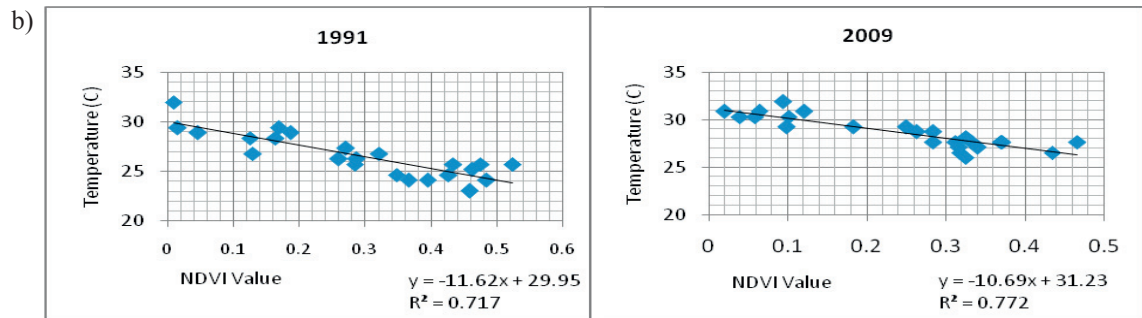 b)
1991
Temperature (C)
35
30
25
20
0 0.1 0.2 0.3 0.4 0.5 0.6
NDVI Value
y = -11.62x + 29.95
R² = 0.717
2009
Temperature (C)
35
30
25
20
0 0.1 0.2 0.3 0.4 0.5
NDVI Value
y = -10.69x + 31.23
R² = 0.772